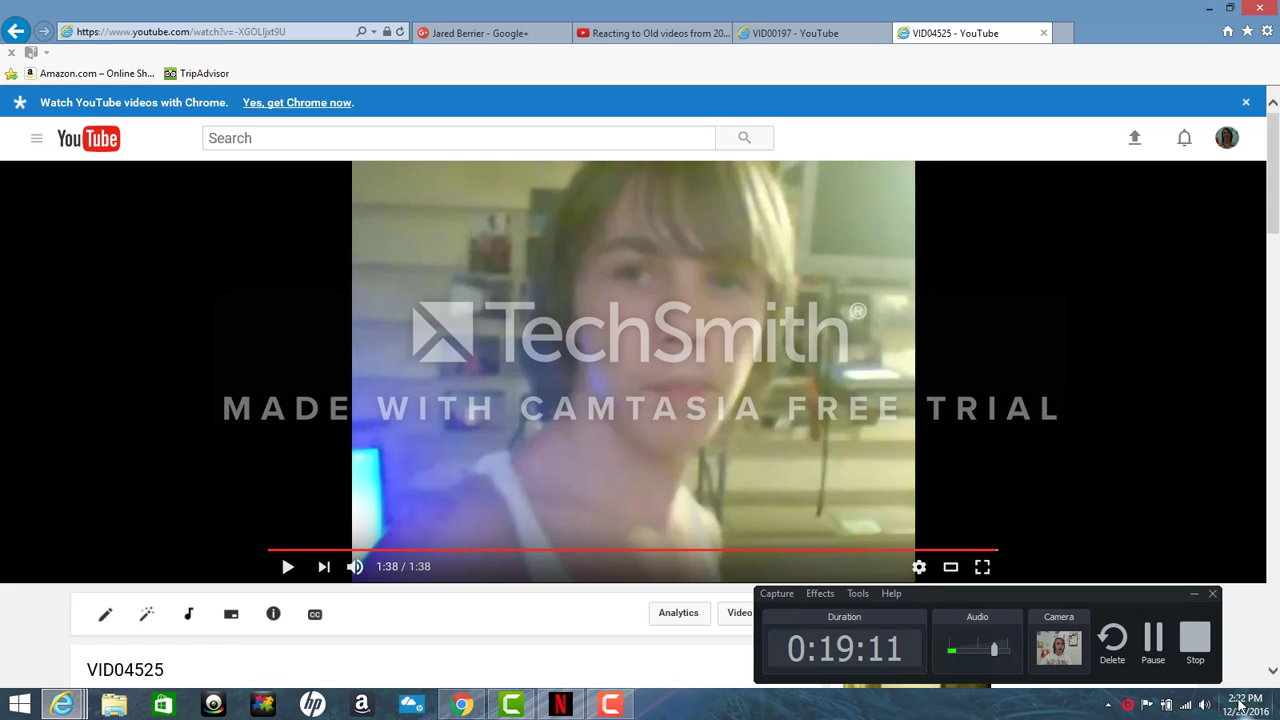 https://www.youtube.com/watch?v=-XGOLIjxt9U
Jared Berrier - Google+
Reacting to Old videos from 20...
VID00197 - YouTube
VID04525 - YouTube
Amazon.com – Online Sh...
TripAdvisor
Watch YouTube videos with Chrome. Yes, get Chrome now.
YouTube
Search
TechSmith®
MADE WITH CAMTASIA FREE TRIAL
1:38 / 1:38
Analytics
Video
Capture Effects Tools Help
Duration
Audio
Camera
0:19:11
Delete
Pause
Stop
VID04525
hp
a
N
2:22 PM